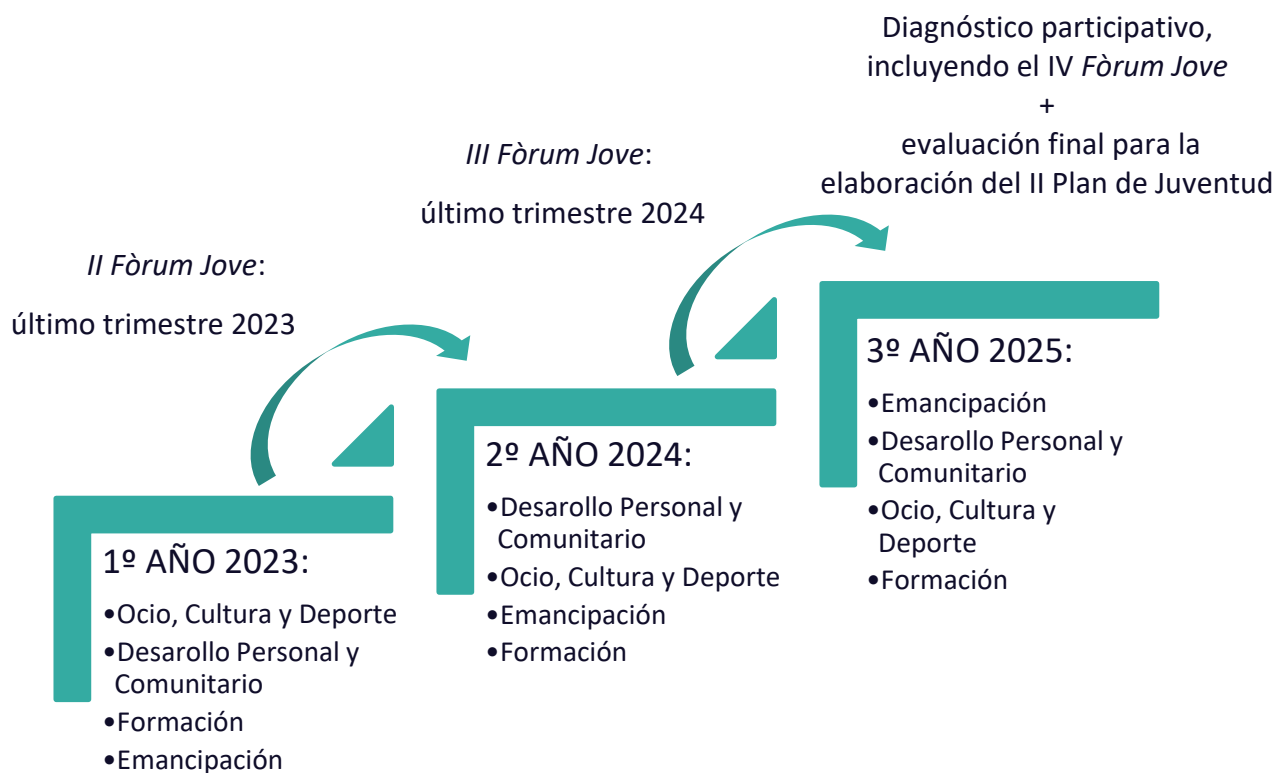 Diagnóstico participativo,
incluyendo el IV Fòrum Jove
+
evaluación final para la
elaboración del II Plan de Juventud
III Fòrum Jove:
último trimestre 2024
II Fòrum Jove:
último trimestre 2023
1º AÑO 2023:
•Ocio, Cultura y Deporte
•Desarollo Personal y
Comunitario
•Formación
•Emancipación
2º AÑO 2024:
•Desarollo Personal y
Comunitario
•Ocio, Cultura y Deporte
•Emancipación
•Formación
3º AÑO 2025:
•Emancipación
•Desarollo Personal y
Comunitario
•Ocio, Cultura y
Deporte
•Formación